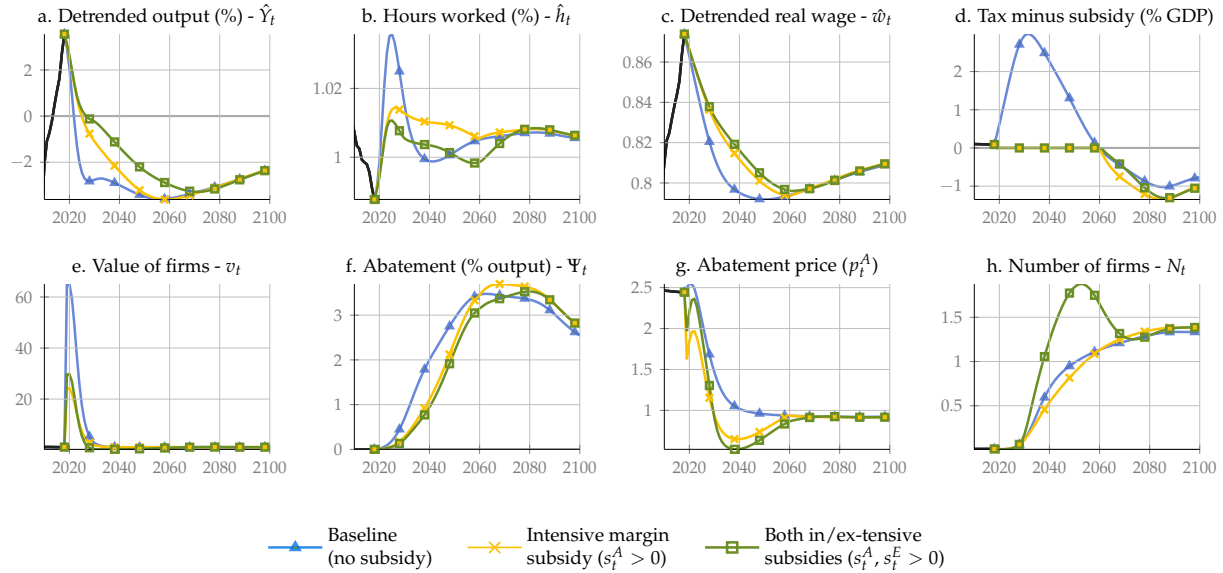 a. Detrended output (%) - Ŷₜ
b. Hours worked (%) - ĥₜ
c. Detrended real wage - ŵₜ
d. Tax minus subsidy (% GDP)
2
0
−2
2020 2040 2060 2080 2100
1.02
1
2020 2040 2060 2080 2100
0.86
0.84
0.82
0.8
2020 2040 2060 2080 2100
2
1
0
−1
2020 2040 2060 2080 2100
e. Value of firms - vₜ
f. Abatement (% output) - Ψₜ
g. Abatement price (pₜᴬ)
h. Number of firms - Nₜ
60
40
20
2020 2040 2060 2080 2100
3
2
1
0
2020 2040 2060 2080 2100
2.5
2
1.5
1
2020 2040 2060 2080 2100
1.5
1
0.5
2020 2040 2060 2080 2100
Baseline
(no subsidy)
Intensive margin
subsidy (sₜᴬ > 0)
Both in/ex-tensive
subsidies (sₜᴬ, sₜᴱ > 0)